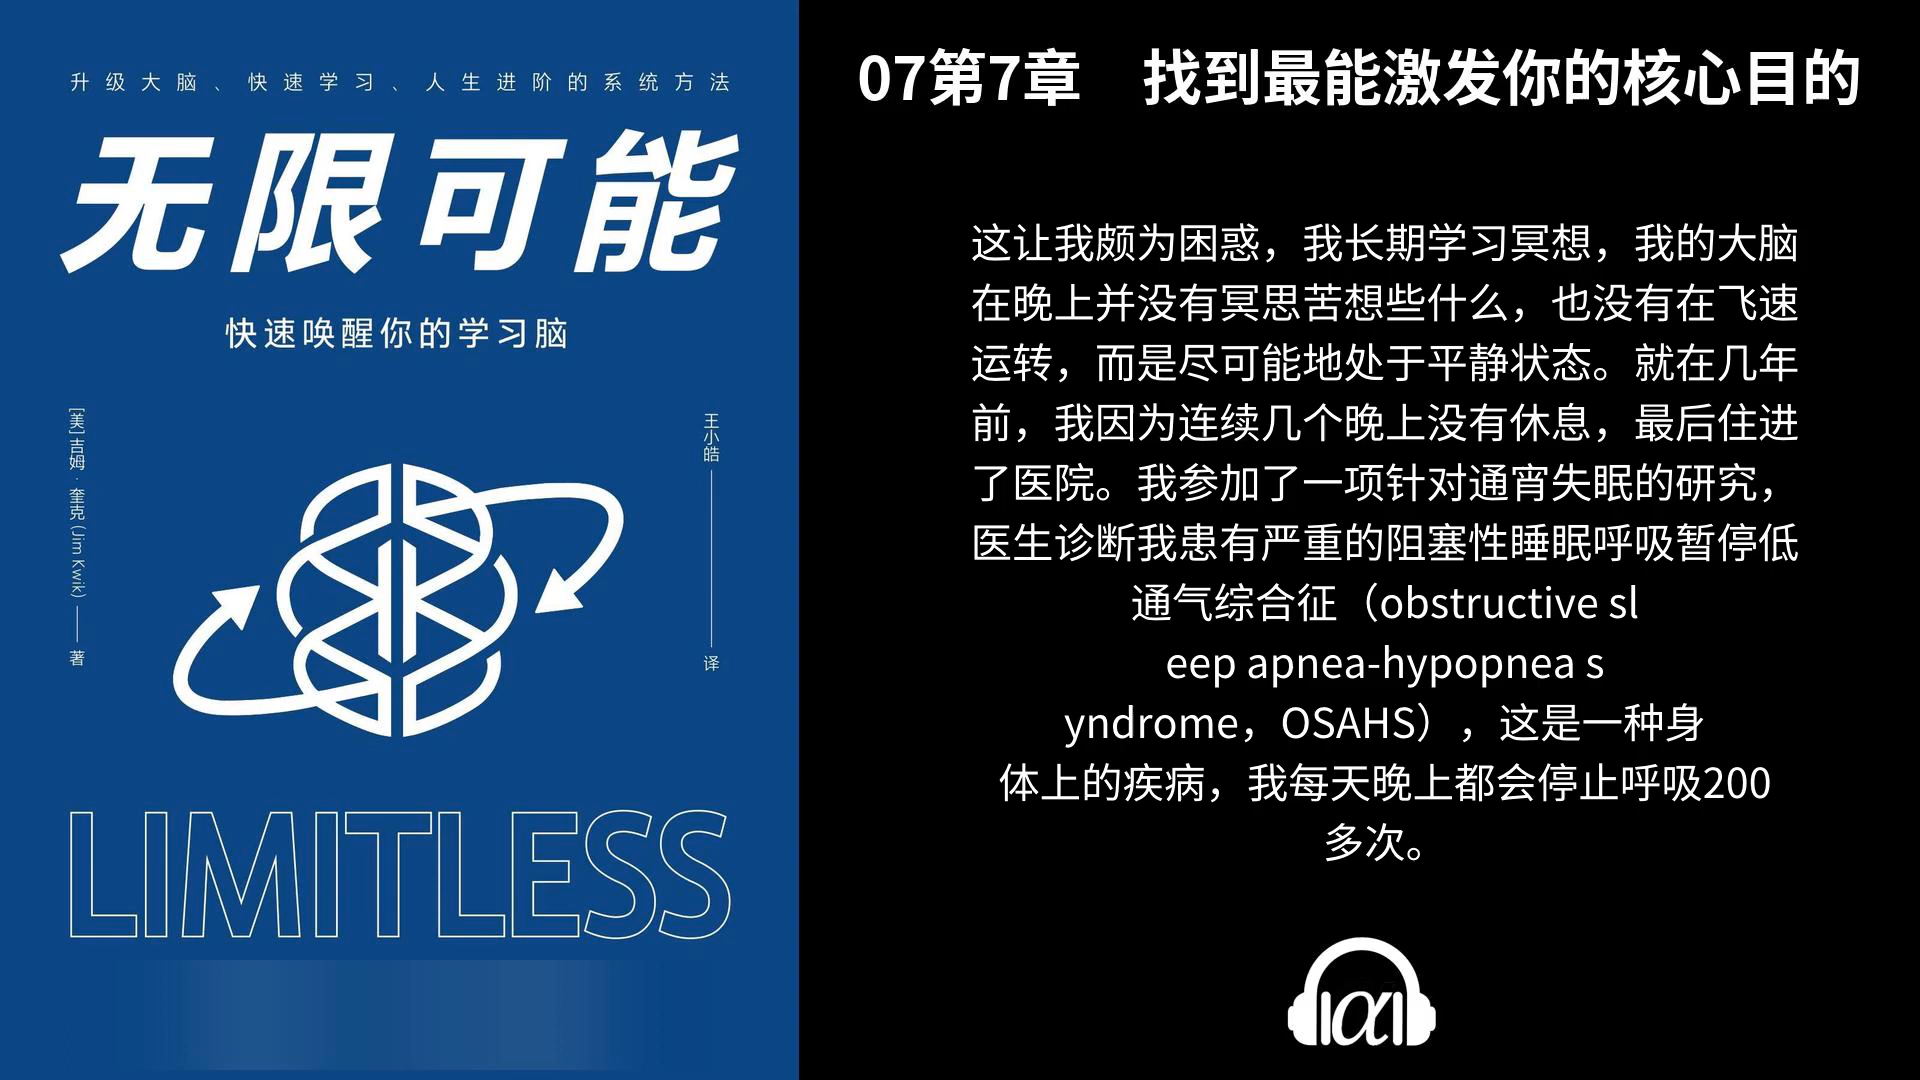 升级大脑、快速学习、人生进阶的系统方法
无限可能
快速唤醒你的学习脑
[美]吉姆·奎克(Jim Kwik)——著
王小皓——译
LIMITLESS
07第7章 找到最能激发你的核心目的
这让我颇为困惑，我长期学习冥想，我的大脑
在晚上并没有冥思苦想些什么，也没有在飞速
运转，而是尽可能地处于平静状态。就在几年
前，我因为连续几个晚上没有休息，最后住进
了医院。我参加了一项针对通宵失眠的研究，
医生诊断我患有严重的阻塞性睡眠呼吸暂停低
通气综合征（obstructive sl
eep apnea-hypopnea s
yndrome，OSAHS），这是一种身
体上的疾病，我每天晚上都会停止呼吸200
多次。
α